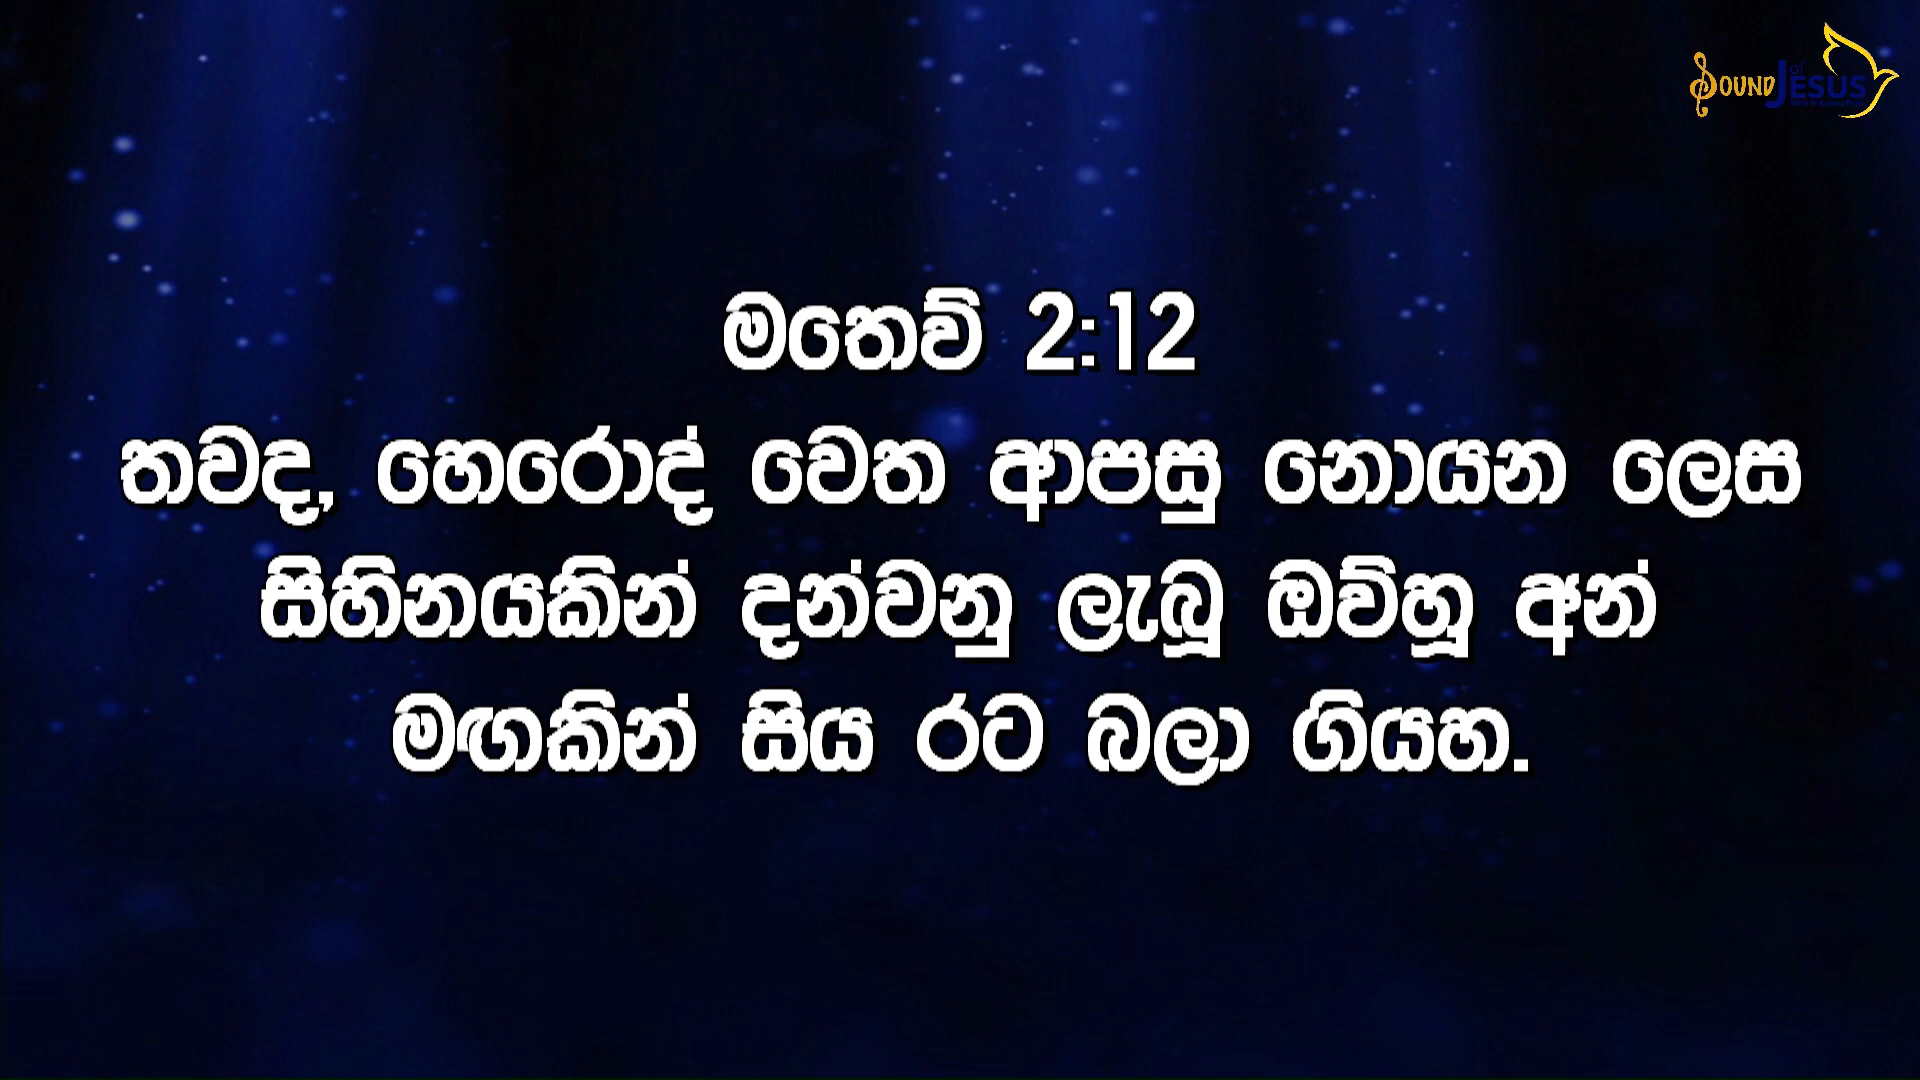 Sound of Jesus
මතෙව් 2:12
තවද, හෙරොද් වෙත ආපසු නොයන ලෙස
සිහිනයකින් දන්වනු ලැබූ ඔව්හූ අන්
මඟකින් සිය රට බලා ගියහ.